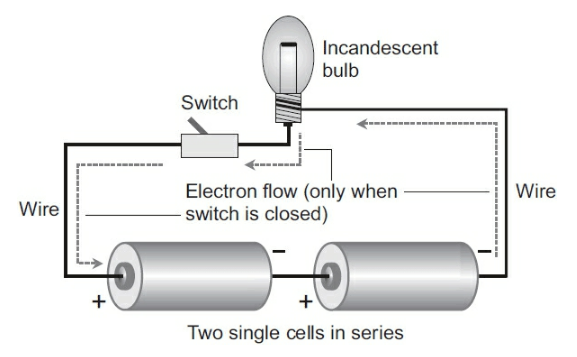 Incandescent
bulb
Switch
Electron flow (only when
switch is closed)
Wire
Wire
–
–
+
+
Two single cells in series